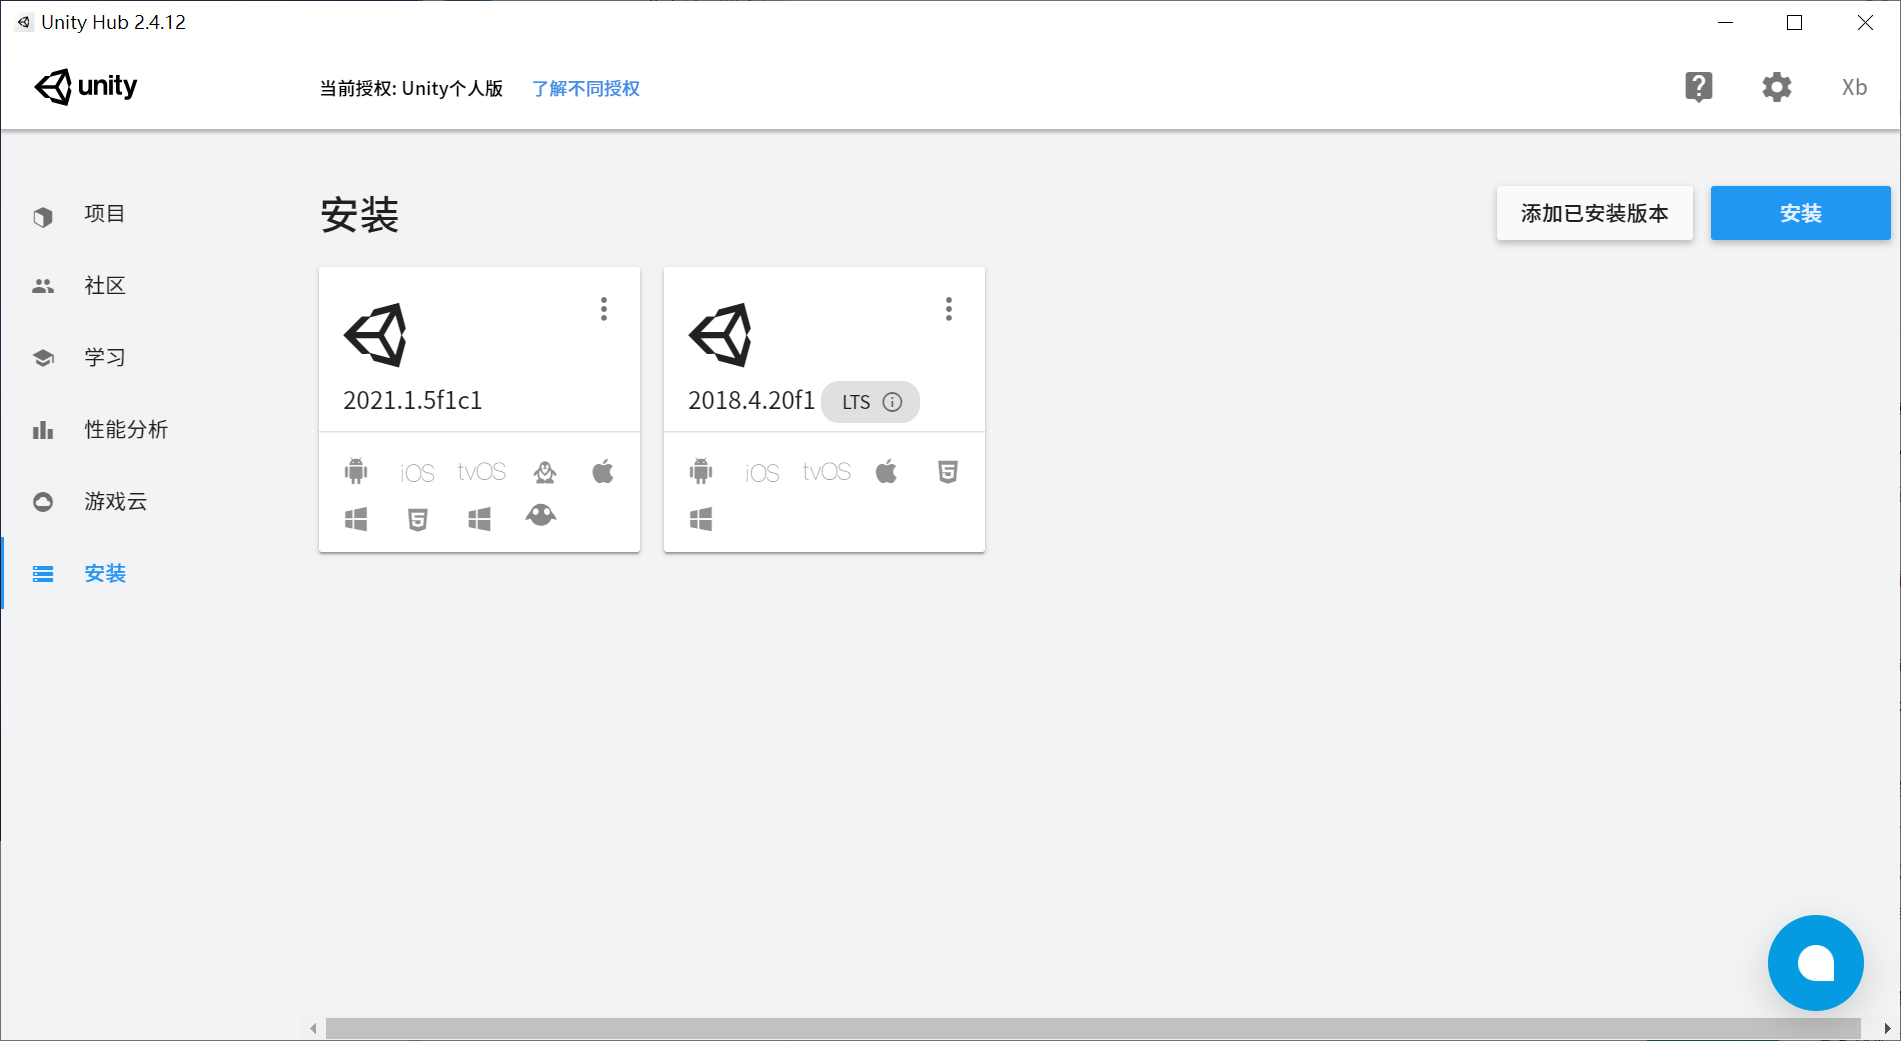 Unity Hub 2.4.12
unity
当前授权: Unity个人版 了解不同授权
Xb
项目
社区
学习
性能分析
游戏云
安装
安装
添加已安装版本
安装
2021.1.5f1c1
iOS tvOS
2018.4.20f1 LTS
iOS tvOS